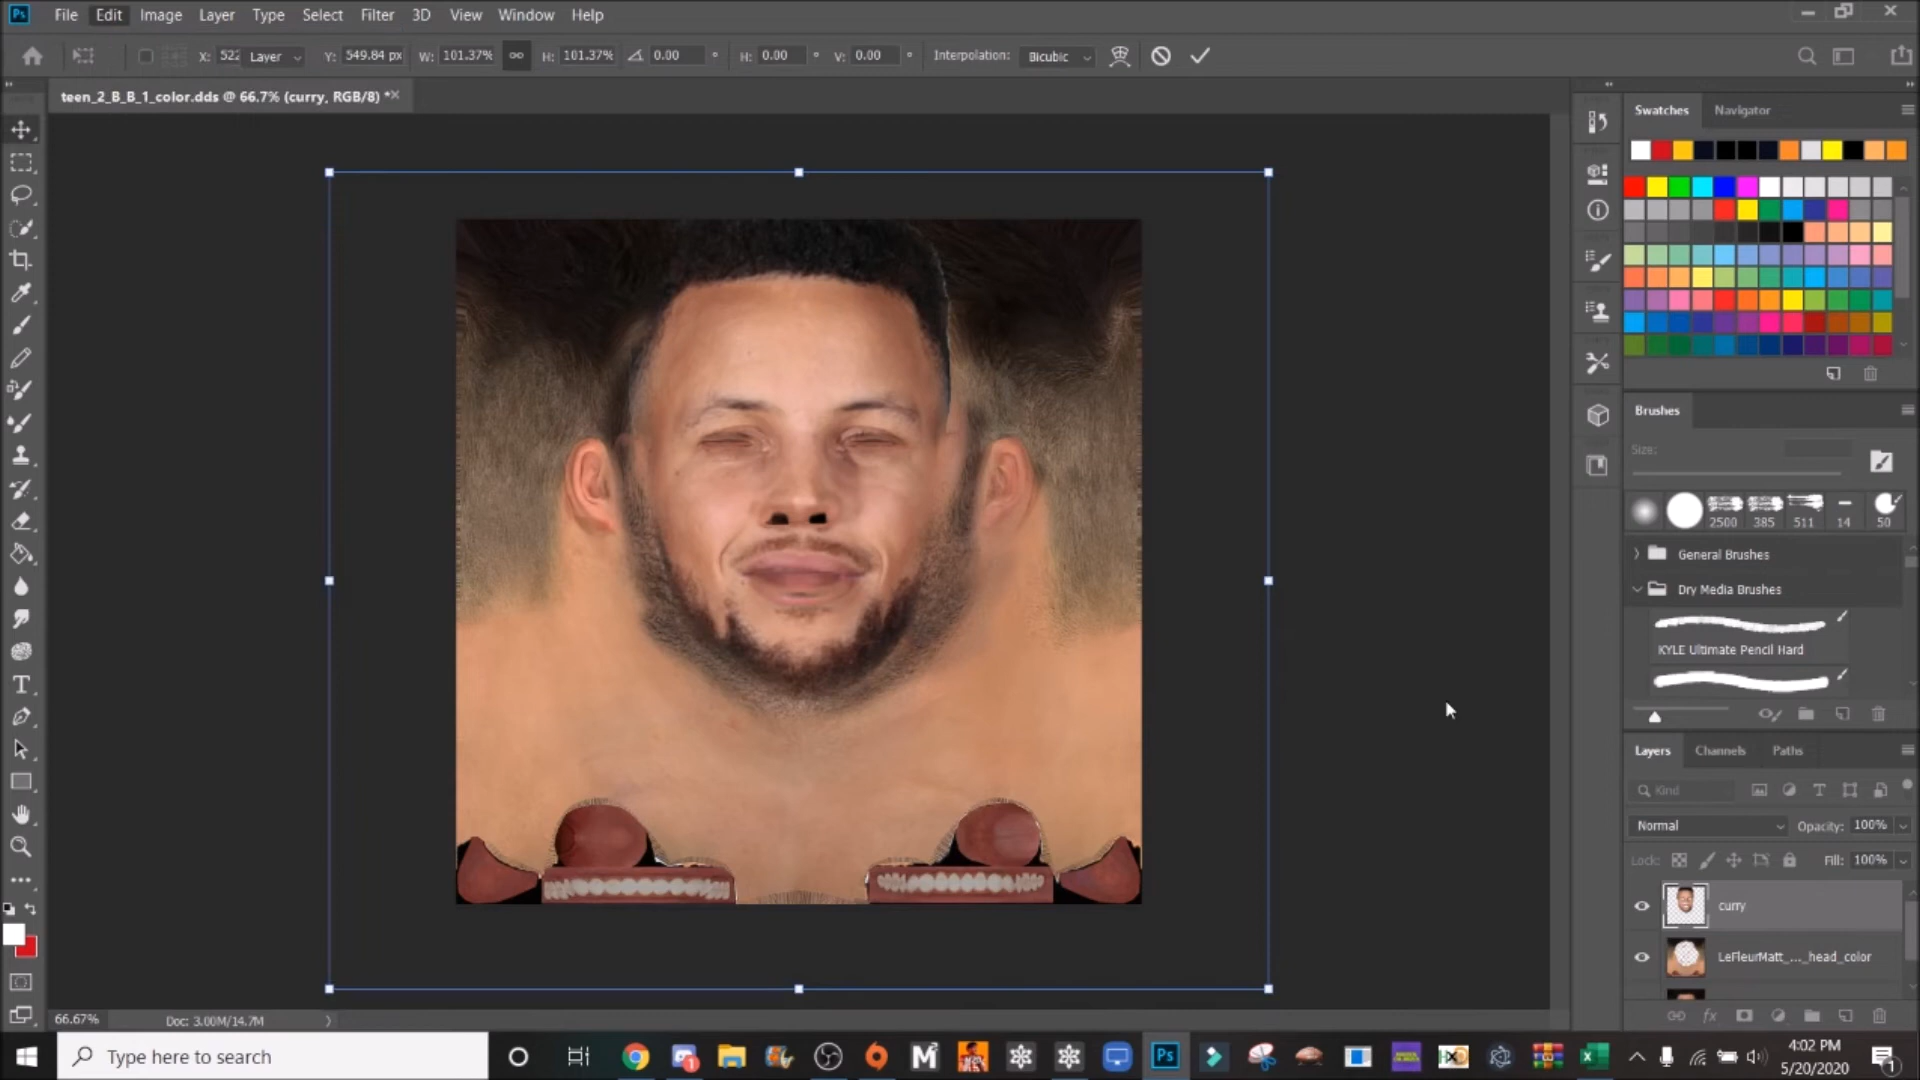 Ps File Edit Image Layer Type Select Filter 3D View Window Help
X: 522 Layer Y: 549.84 px W: 101.37% H: 101.37% 0.00 ° H: 0.00 ° V: 0.00 ° Interpolation: Bicubic
teen_2_B_B_1_color.dds @ 66.7% (curry, RGB/8) *
Swatches Navigator
Brushes
Size:
2500 385 511 14 50
General Brushes
Dry Media Brushes
KYLE Ultimate Pencil Hard
Layers Channels Paths
Kind
Normal Opacity: 100%
Lock: Fill: 100%
curry
LeFleurMatt_..._head_color
66.67% Doc: 3.00M/14.7M
Type here to search
Ps
4:02 PM
5/20/2020
1